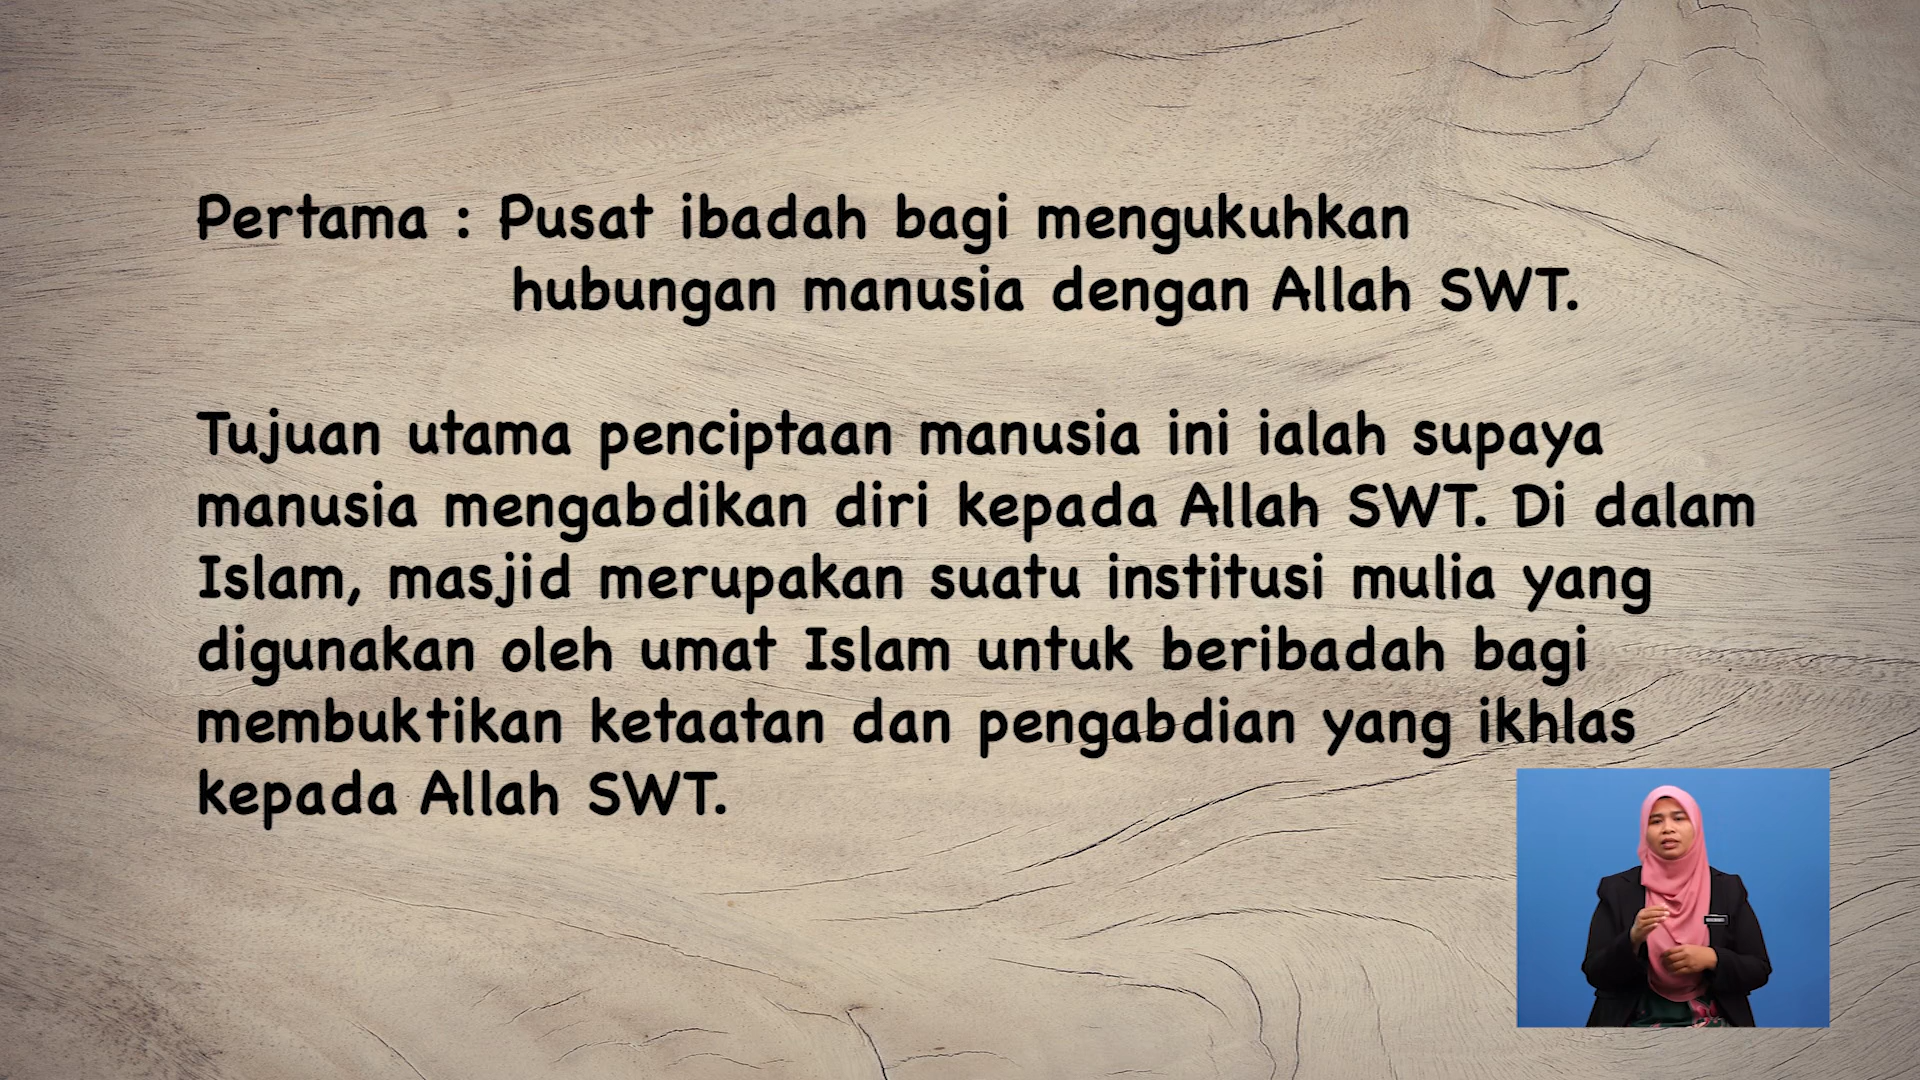 Pertama : Pusat ibadah bagi mengukuhkan
hubungan manusia dengan Allah SWT.
Tujuan utama penciptaan manusia ini ialah supaya
manusia mengabdikan diri kepada Allah SWT. Di dalam
Islam, masjid merupakan suatu institusi mulia yang
digunakan oleh umat Islam untuk beribadah bagi
membuktikan ketaatan dan pengabdian yang ikhlas
kepada Allah SWT.